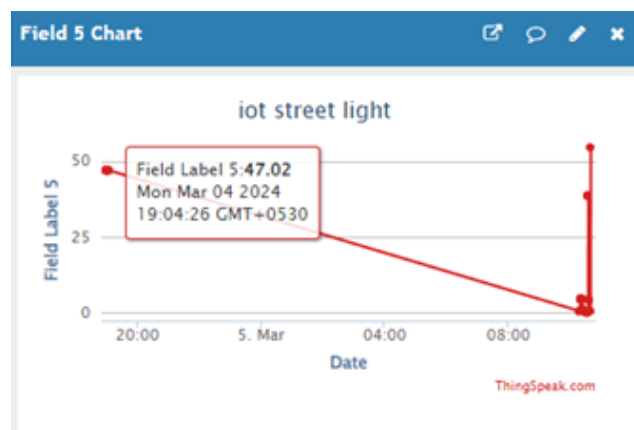 Field 5 Chart
iot street light
Field Label 5
50
25
0
Field Label 5:47.02
Mon Mar 04 2024
19:04:26 GMT+0530
20:00
5. Mar
04:00
08:00
Date
ThingSpeak.com